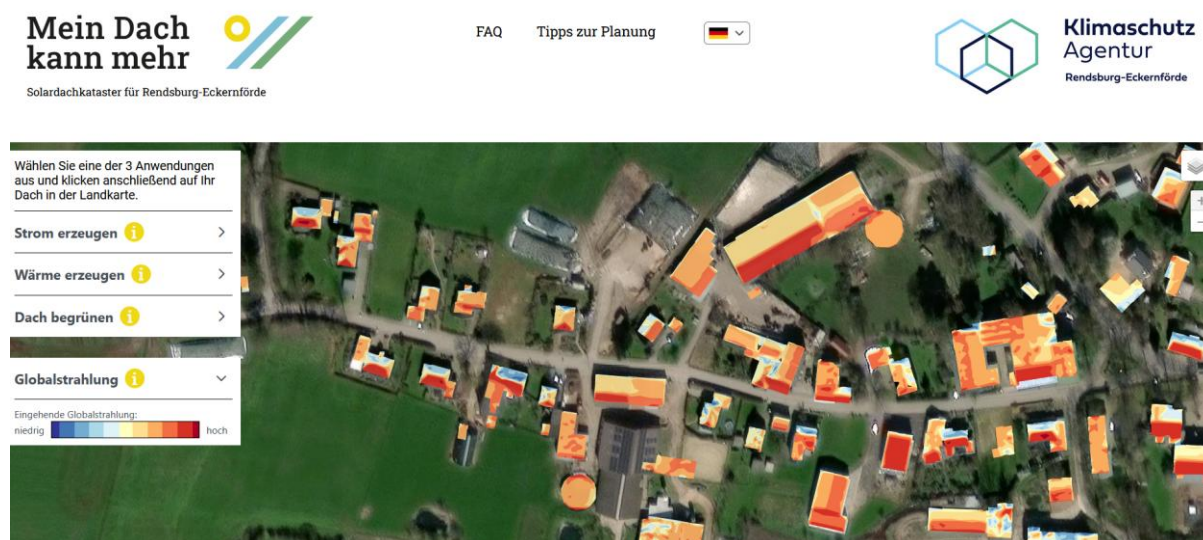 Mein Dach
kann mehr
Solardachkataster für Rendsburg-Eckernförde
FAQ
Tipps zur Planung
Klimaschutz
Agentur
Rendsburg-Eckernförde
Wählen Sie eine der 3 Anwendungen
aus und klicken anschließend auf Ihr
Dach in der Landkarte.
Strom erzeugen i
Wärme erzeugen i
Dach begrünen i
Globalstrahlung i
Eingehende Globalstrahlung:
niedrig hoch